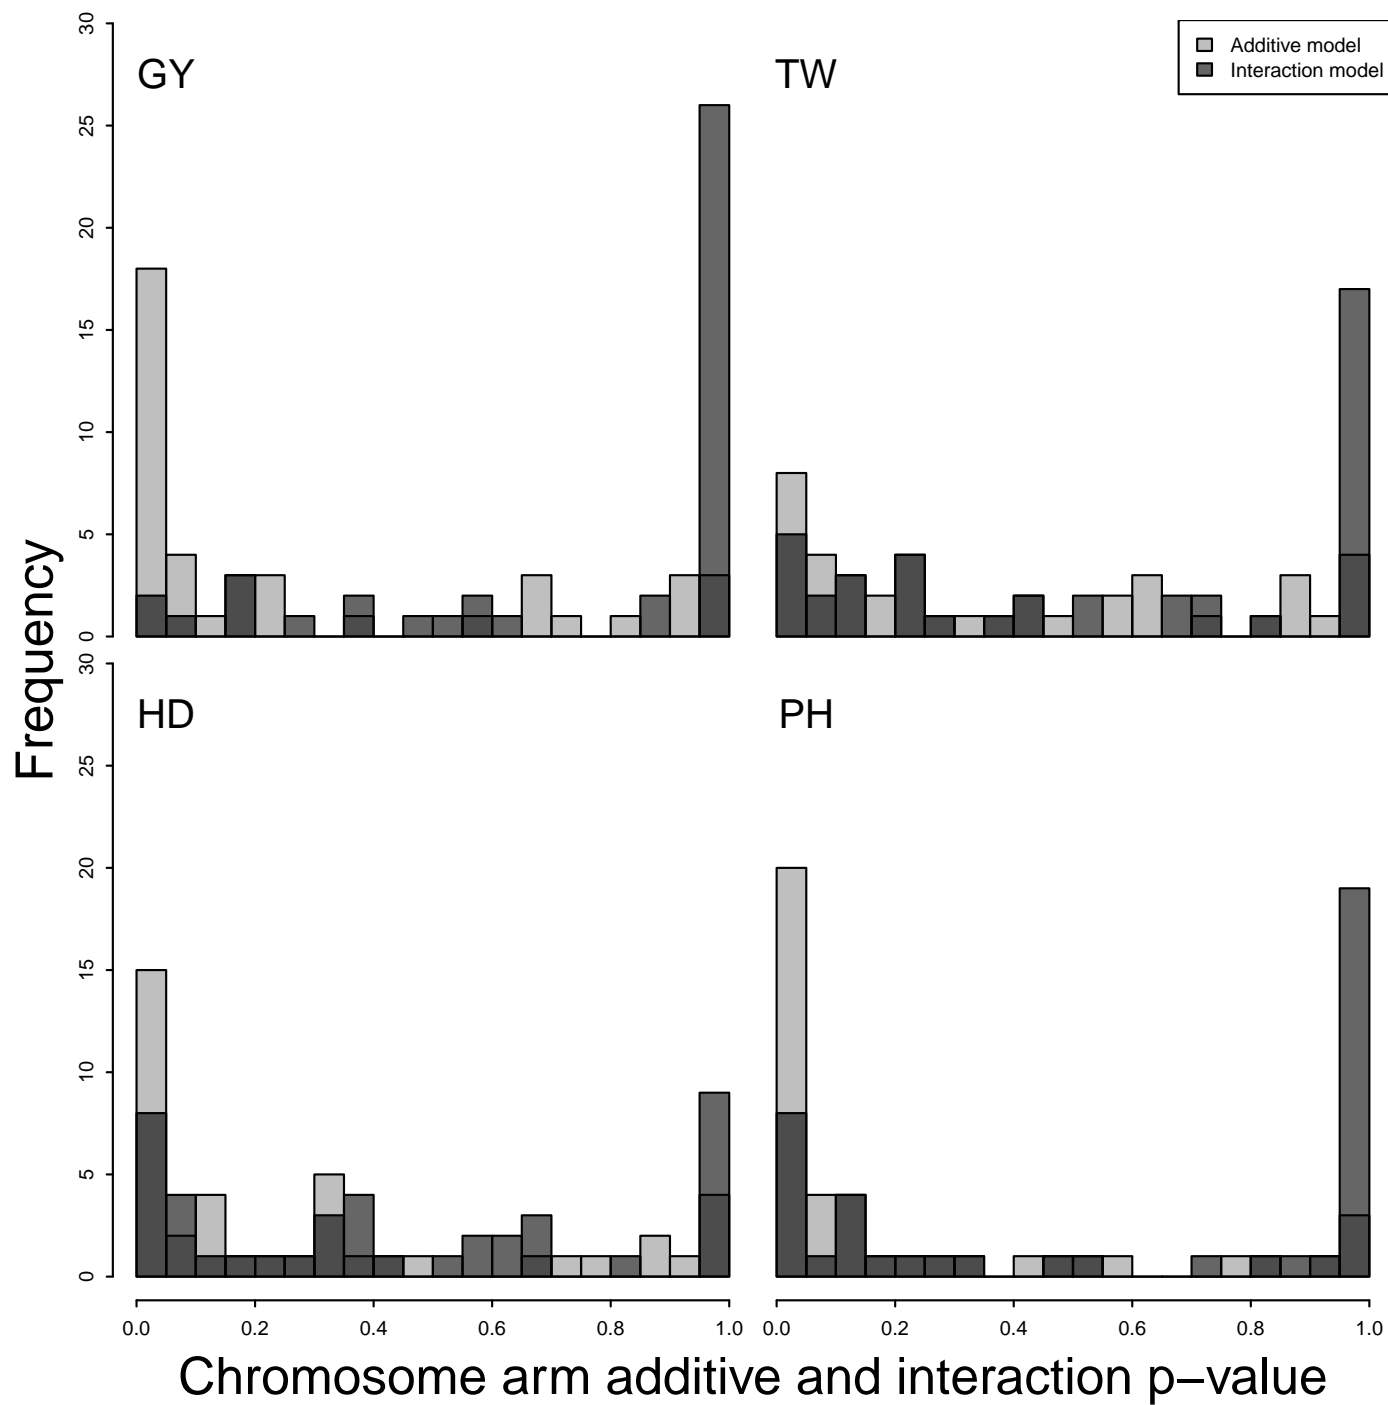 GY
TW
Additive model
Interaction model
0 5 10 15 20 25 30
HD
PH
0 5 10 15 20 25 30
Frequency
0.0 0.2 0.4 0.6 0.8 1.0
0.0 0.2 0.4 0.6 0.8 1.0
Chromosome arm additive and interaction p−value